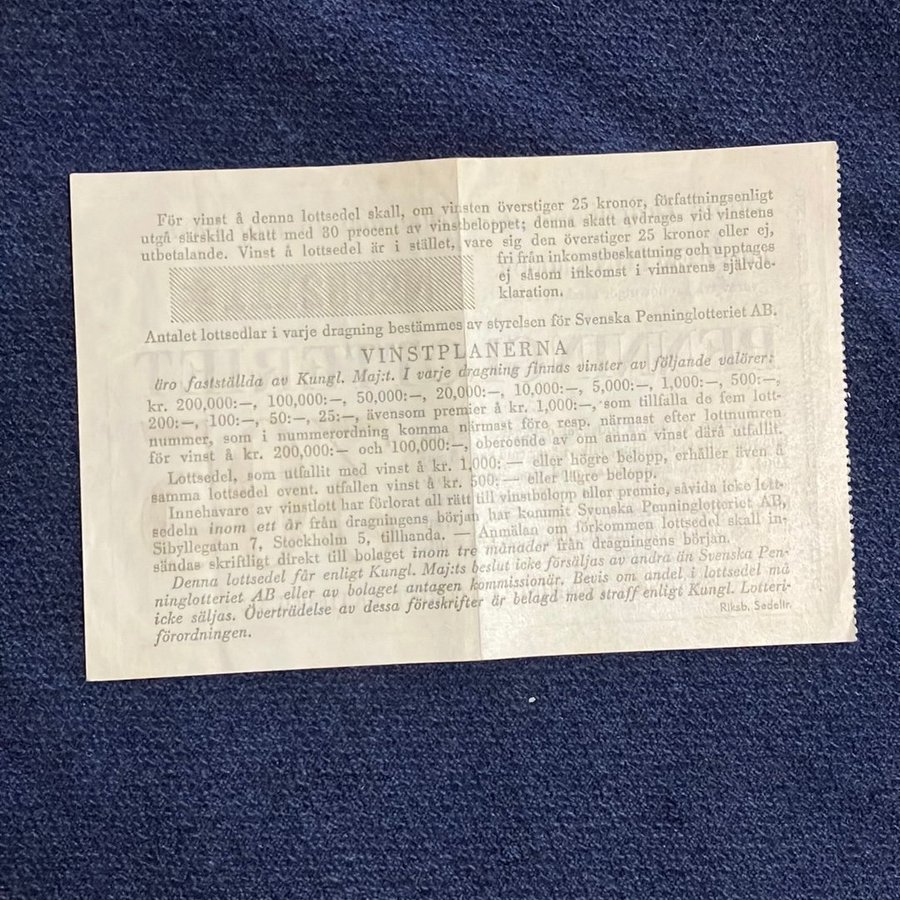 För vinst å denna lottsedel skall, om vinsten överstiger 25 kronor, författningsenligt
utgå särskild skatt med 30 procent av vinstbeloppet; denna skatt avdrages vid vinstens
utbetalande. Vinst å lottsedel är i stället, vare sig den överstiger 25 kronor eller ej,
fri från inkomstbeskattning och upptages
ej såsom inkomst i vinnarens självde-
klaration.
Antalet lottsedlar i varje dragning bestämmes av styrelsen för Svenska Penninglotteriet AB.
VINSTPLANERNA
äro fastställda av Kungl. Maj:t. I varje dragning finnas vinster av följande valörer:
kr. 200,000:—, 100,000:—, 50,000:—, 20,000:—, 10,000:—, 5,000:—, 1,000:—, 500:—,
200:—, 100:—, 50:—, 25:—, ävensom premier å kr. 1,000:—, som tillfalla de fem lott-
nummer, som i nummerordning komma närmast före resp. närmast efter lottnumren
för vinst å kr. 200,000:— och 100,000:—, oberoende av om annan vinst därå utfallit.
Lottsedel, som utfallit med vinst å kr. 1,000:— eller högre belopp, erhåller även å
samma lottsedel event. utfallen vinst å kr. 500:— eller lägre belopp.
Innehavare av vinstlott har förlorat all rätt till vinstbelopp eller premie, såvida icke lott-
sedeln inom ett år från dragningens början har kommit Svenska Penninglotteriet AB,
Sibyllegatan 7, Stockholm 5, tillhanda. — Anmälan om förkommen lottsedel skall in-
sändas skriftligt direkt till bolaget inom tre månader från dragningens början.
Denna lottsedel får enligt Kungl. Maj:ts beslut icke försäljas av andra än Svenska Pen-
ninglotteriet AB eller av bolaget antagen kommissionär. Bevis om andel i lottsedel må
icke säljas. Överträdelse av dessa föreskrifter är belagd med straff enligt Kungl. Lotteri-
förordningen.
Riksb. Sedeltr.